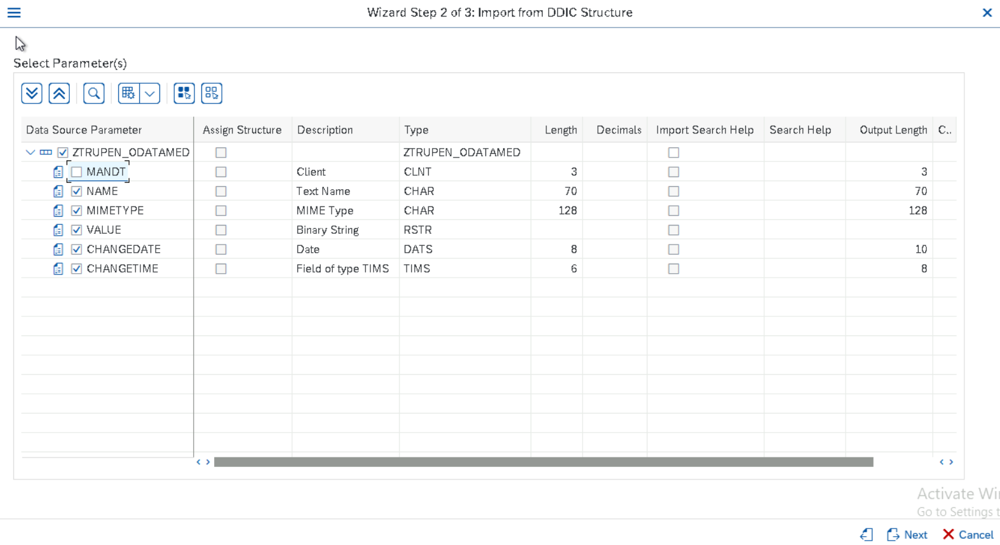 Wizard Step 2 of 3: Import from DDIC Structure
Select Parameter(s)
Data Source Parameter Assign Structure Description Type Length Decimals Import Search Help Search Help Output Length C..
ZTRUPEN_ODATAMED ZTRUPEN_ODATAMED
MANDT Client CLNT 3 3
NAME Text Name CHAR 70 70
MIMETYPE MIME Type CHAR 128 128
VALUE Binary String RSTR
CHANGEDATE Date DATS 8 10
CHANGETIME Field of type TIMS TIMS 6 8
Activate Wi
Go to Settings t
Next Cancel